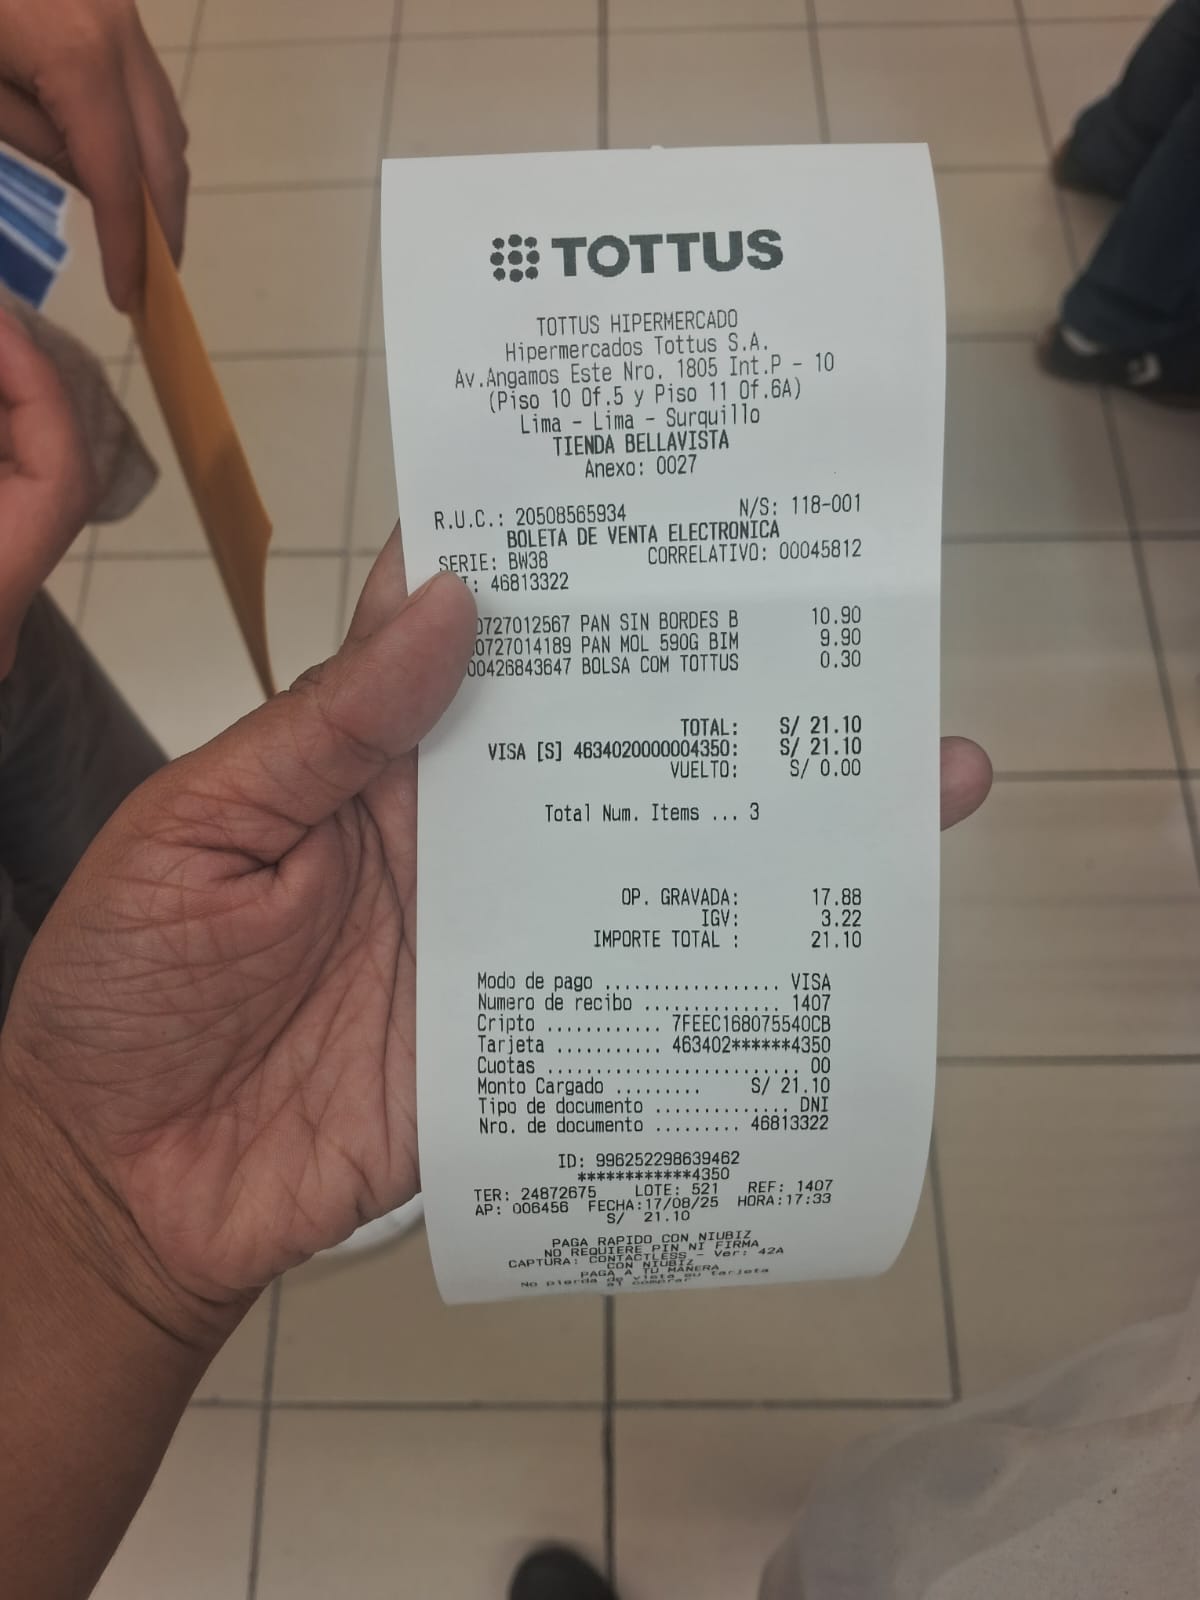 TOTTUS
TOTTUS HIPERMERCADO
Hipermercados Tottus S.A.
Av.Angamos Este Nro. 1805 Int.P - 10
(Piso 10 Of.5 y Piso 11 Of.6A)
Lima - Lima - Surquillo
TIENDA BELLAVISTA
Anexo: 0027
R.U.C.: 20508565934 N/S: 118-001
BOLETA DE VENTA ELECTRONICA
SERIE: BW38 CORRELATIVO: 00045812
: 46813322
0727012567 PAN SIN BORDES B 10.90
0727014189 PAN MOL 590G BIM 9.90
00426843647 BOLSA COM TOTTUS 0.30
TOTAL: S/ 21.10
VISA [S] 4634020000004350: S/ 21.10
VUELTO: S/ 0.00
Total Num. Items ... 3
OP. GRAVADA: 17.88
IGV: 3.22
IMPORTE TOTAL : 21.10
Modo de pago .................. VISA
Numero de recibo .............. 1407
Cripto ............ 7FEEC168075540CB
Tarjeta ........... 463402******4350
Cuotas .......................... 00
Monto Cargado ......... S/ 21.10
Tipo de documento .............. DNI
Nro. de documento ......... 46813322
ID: 996252298639462
************4350
TER: 24872675 LOTE: 521 REF: 1407
AP: 006456 FECHA:17/08/25 HORA:17:33
S/ 21.10
PAGA RAPIDO CON NIUBIZ
NO REQUIERE PIN NI FIRMA
CAPTURA: CONTACTLESS - Ver: 42A
CON NIUBIZ
PAGA A TU MANERA
No pierda de vista su tarjeta
al comprar